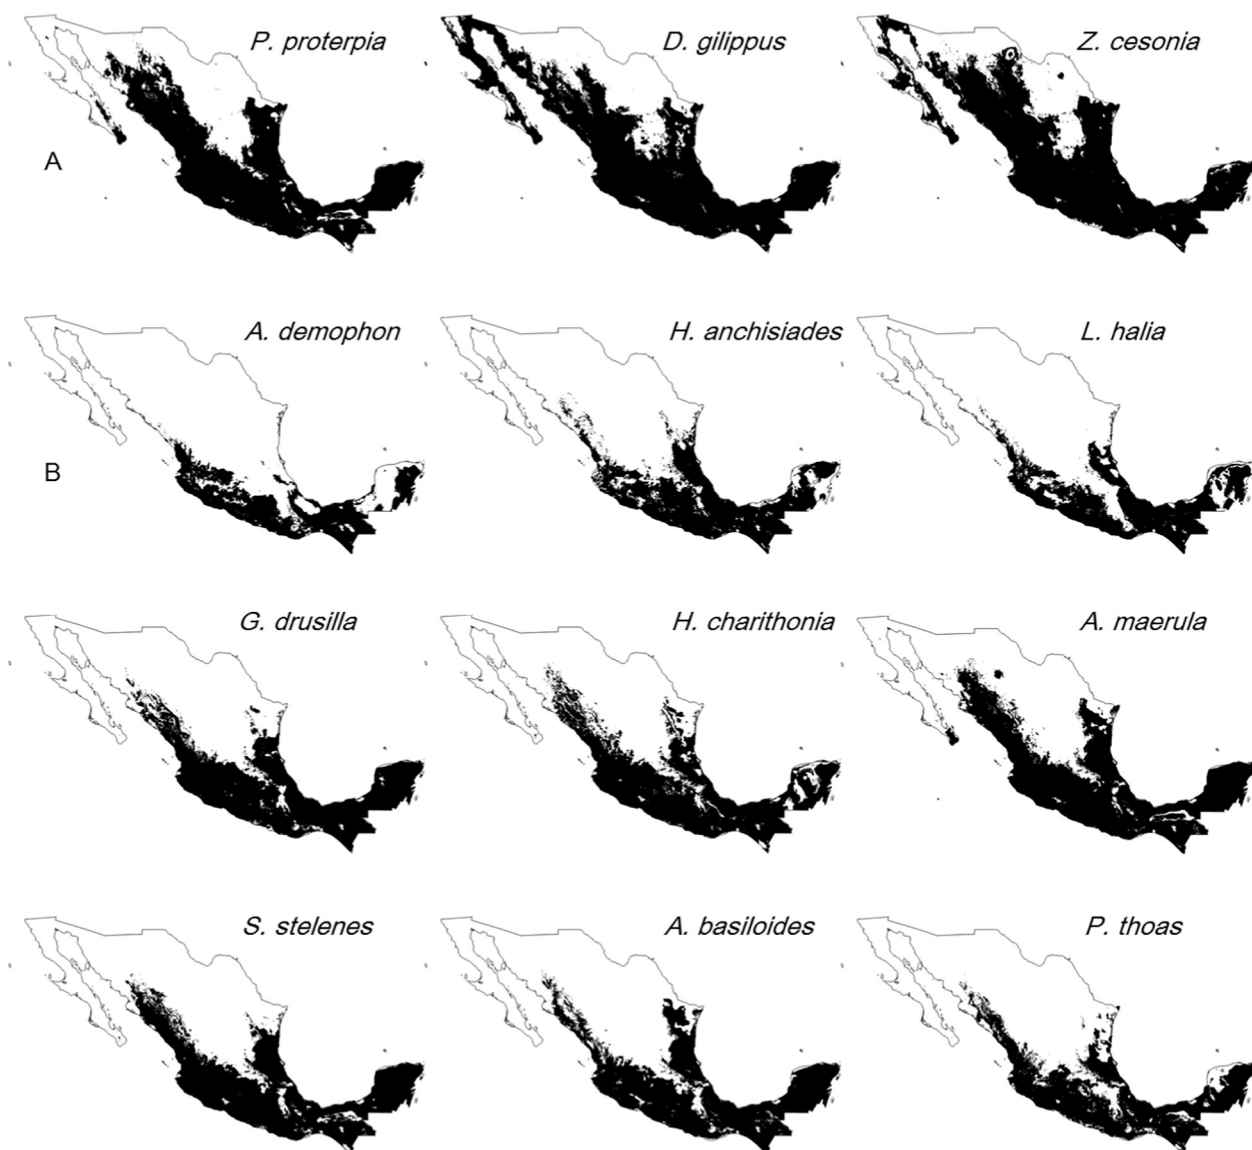 P. proterpia
D. gilippus
Z. cesonia
A
A. demophon
H. anchisiades
L. halia
B
G. drusilla
H. charithonia
A. maerula
S. stelenes
A. basiloides
P. thoas